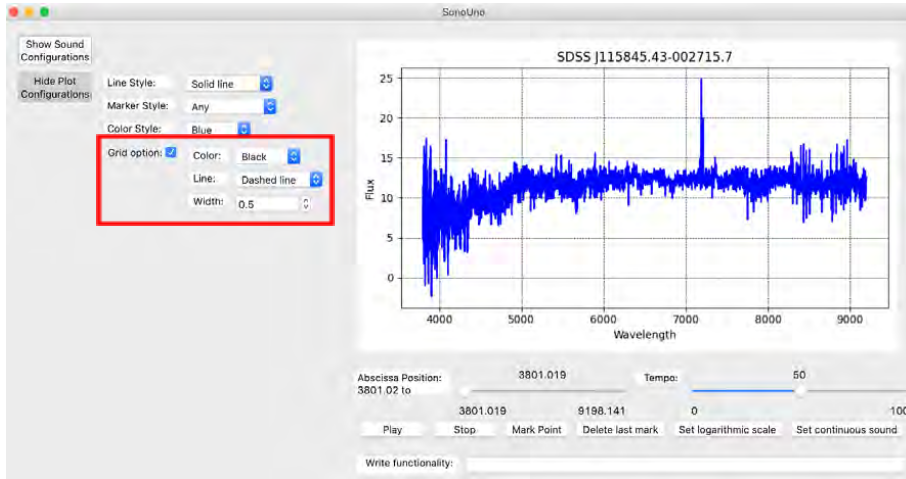 SonoUno
Show Sound
Configurations
Hide Plot
Configurations
Line Style: Solid line
Marker Style: Any
Color Style: Blue
Grid option: Color: Black
Line: Dashed line
Width: 0.5
SDSS J115845.43-002715.7
25
20
15
10
5
0
Flux
4000 5000 6000 7000 8000 9000
Wavelength
Abscissa Position:
3801.02 to
3801.019 Tempo: 50
3801.019 9198.141 0 100
Play Stop Mark Point Delete last mark Set logarithmic scale Set continuous sound
Write functionality: